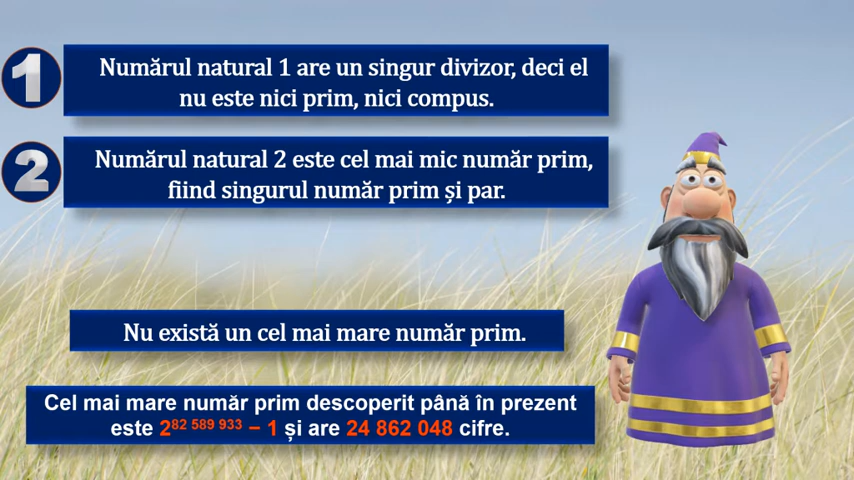 1
Numărul natural 1 are un singur divizor, deci el
nu este nici prim, nici compus.
2
Numărul natural 2 este cel mai mic număr prim,
fiind singurul număr prim și par.
Nu există un cel mai mare număr prim.
Cel mai mare număr prim descoperit până în prezent
este 2⁸² ⁵⁸⁹ ⁹³³ – 1 și are 24 862 048 cifre.